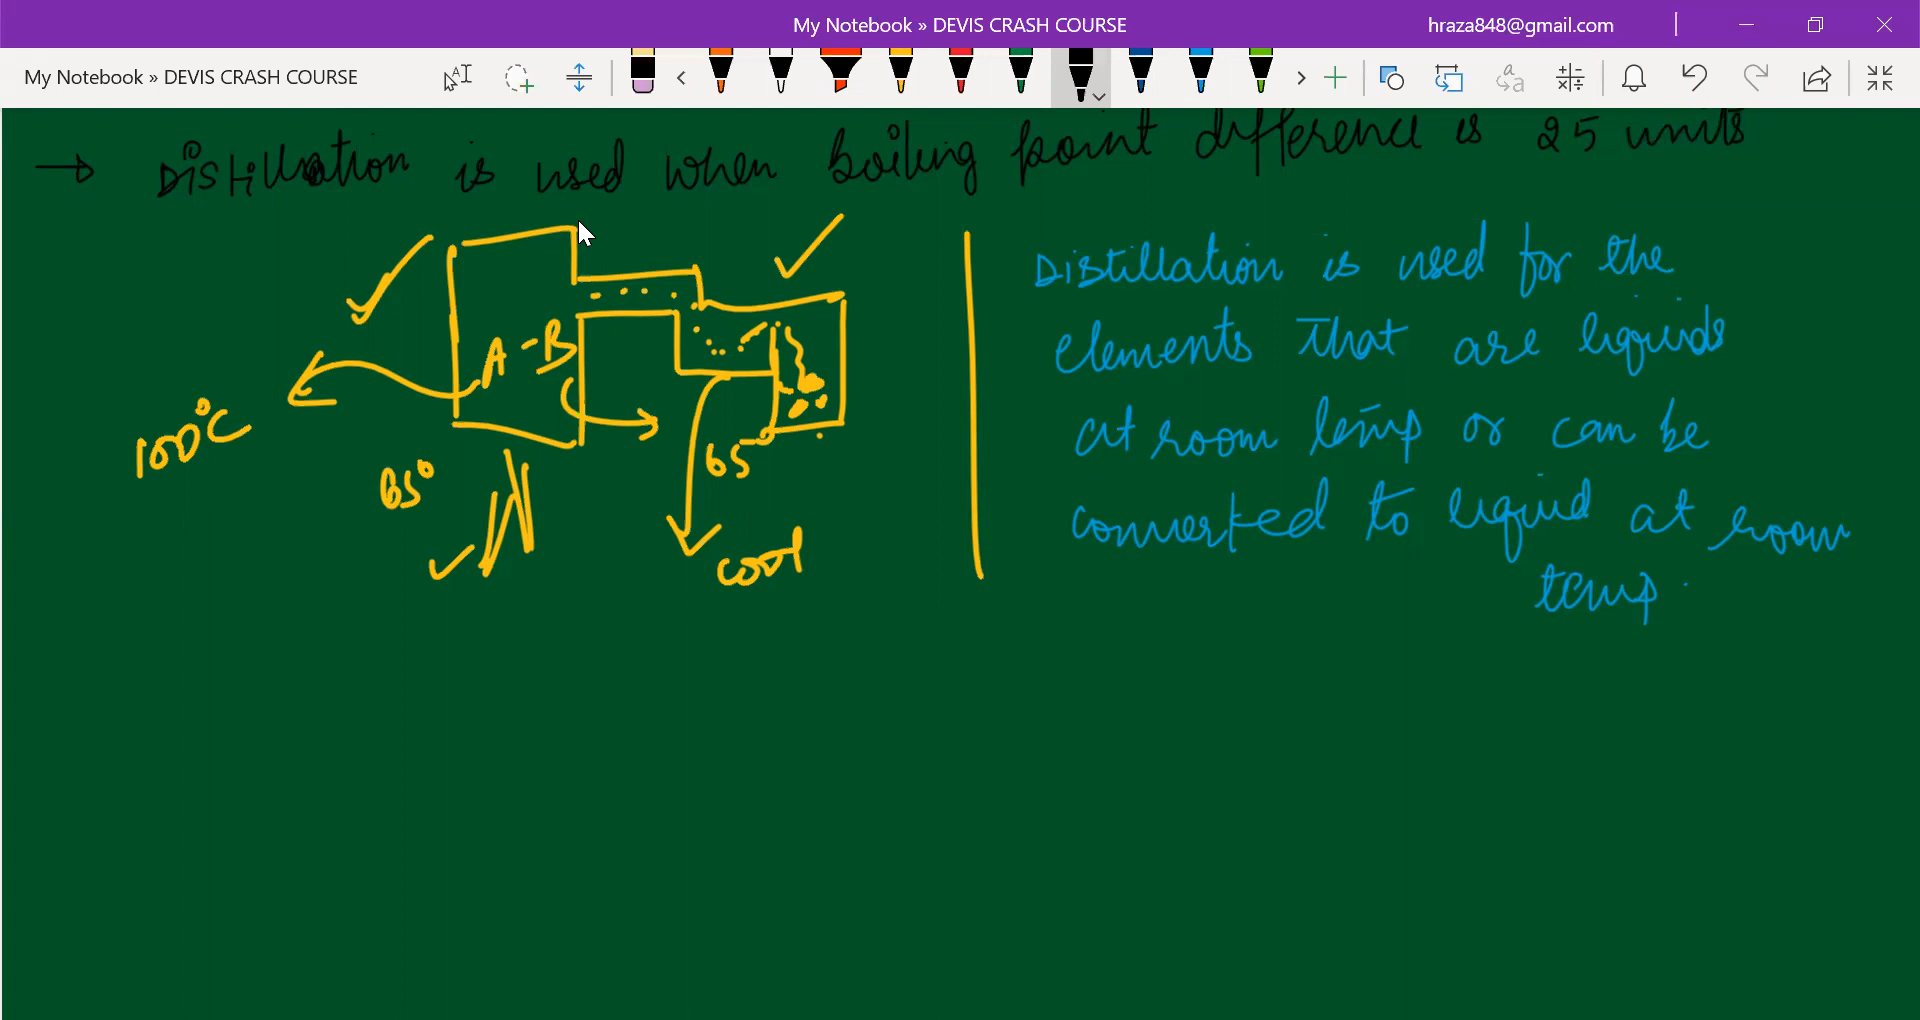 My Notebook » DEVIS CRASH COURSE
hraza848@gmail.com
My Notebook » DEVIS CRASH COURSE
→ Distillation is used when boiling point difference is 25 units
A - B
100°C
65°
65
cool
Distillation is used for the
elements that are liquids
at room temp or can be
converted to liquid at room
temp.